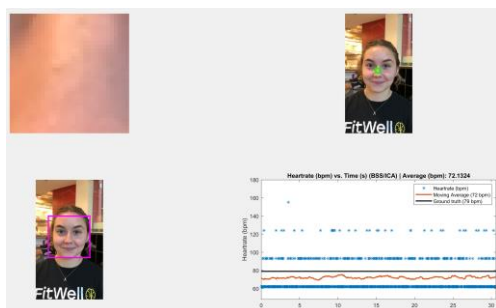 FitWell
FitWell
Heartrate (bpm) vs. Time (s) (BSS/ICA) | Average (bpm): 72.1324
180
160
140
120
100
80
60
Heartrate (bpm)
Heartrate (bpm)
Moving Average (72 bpm)
Ground truth (79 bpm)
0 5 10 15 20 25 30